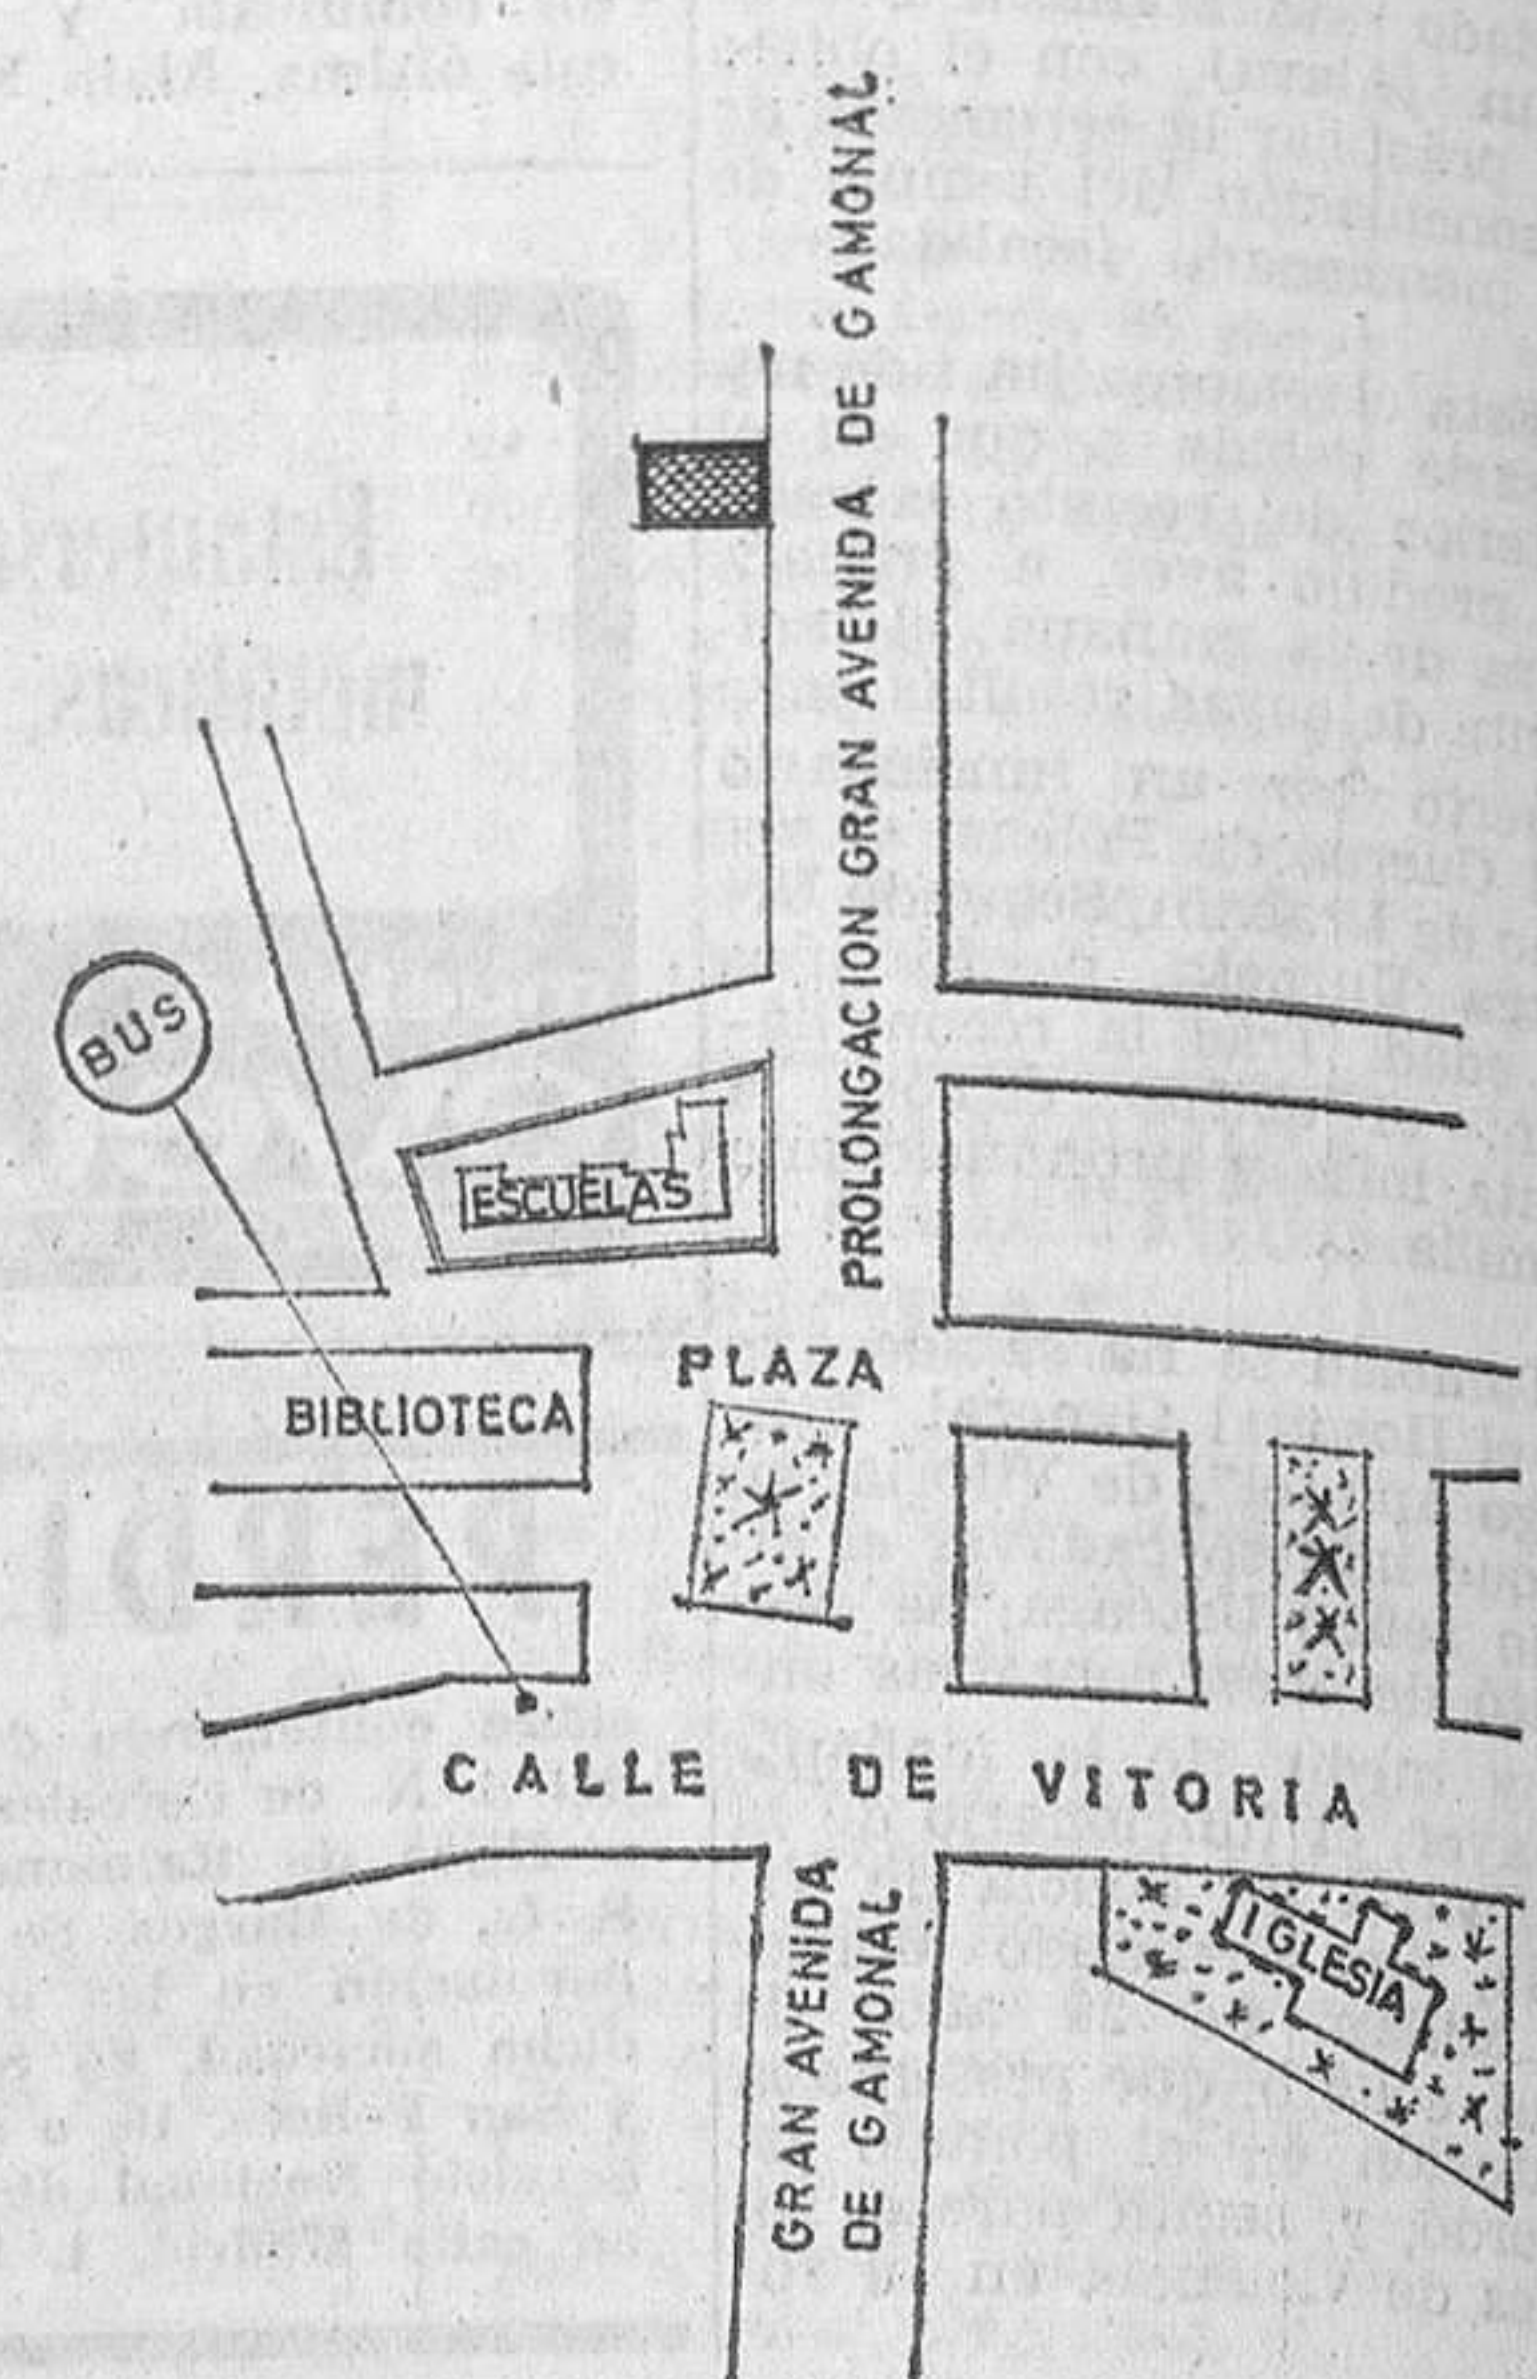 PROLONGACION GRAN AVENIDA DE GAMONAL
BUS
ESCUELAS
PLAZA
BIBLIOTECA
CALLE DE VITORIA
GRAN AVENIDA
DE GAMONAL
IGLESIA